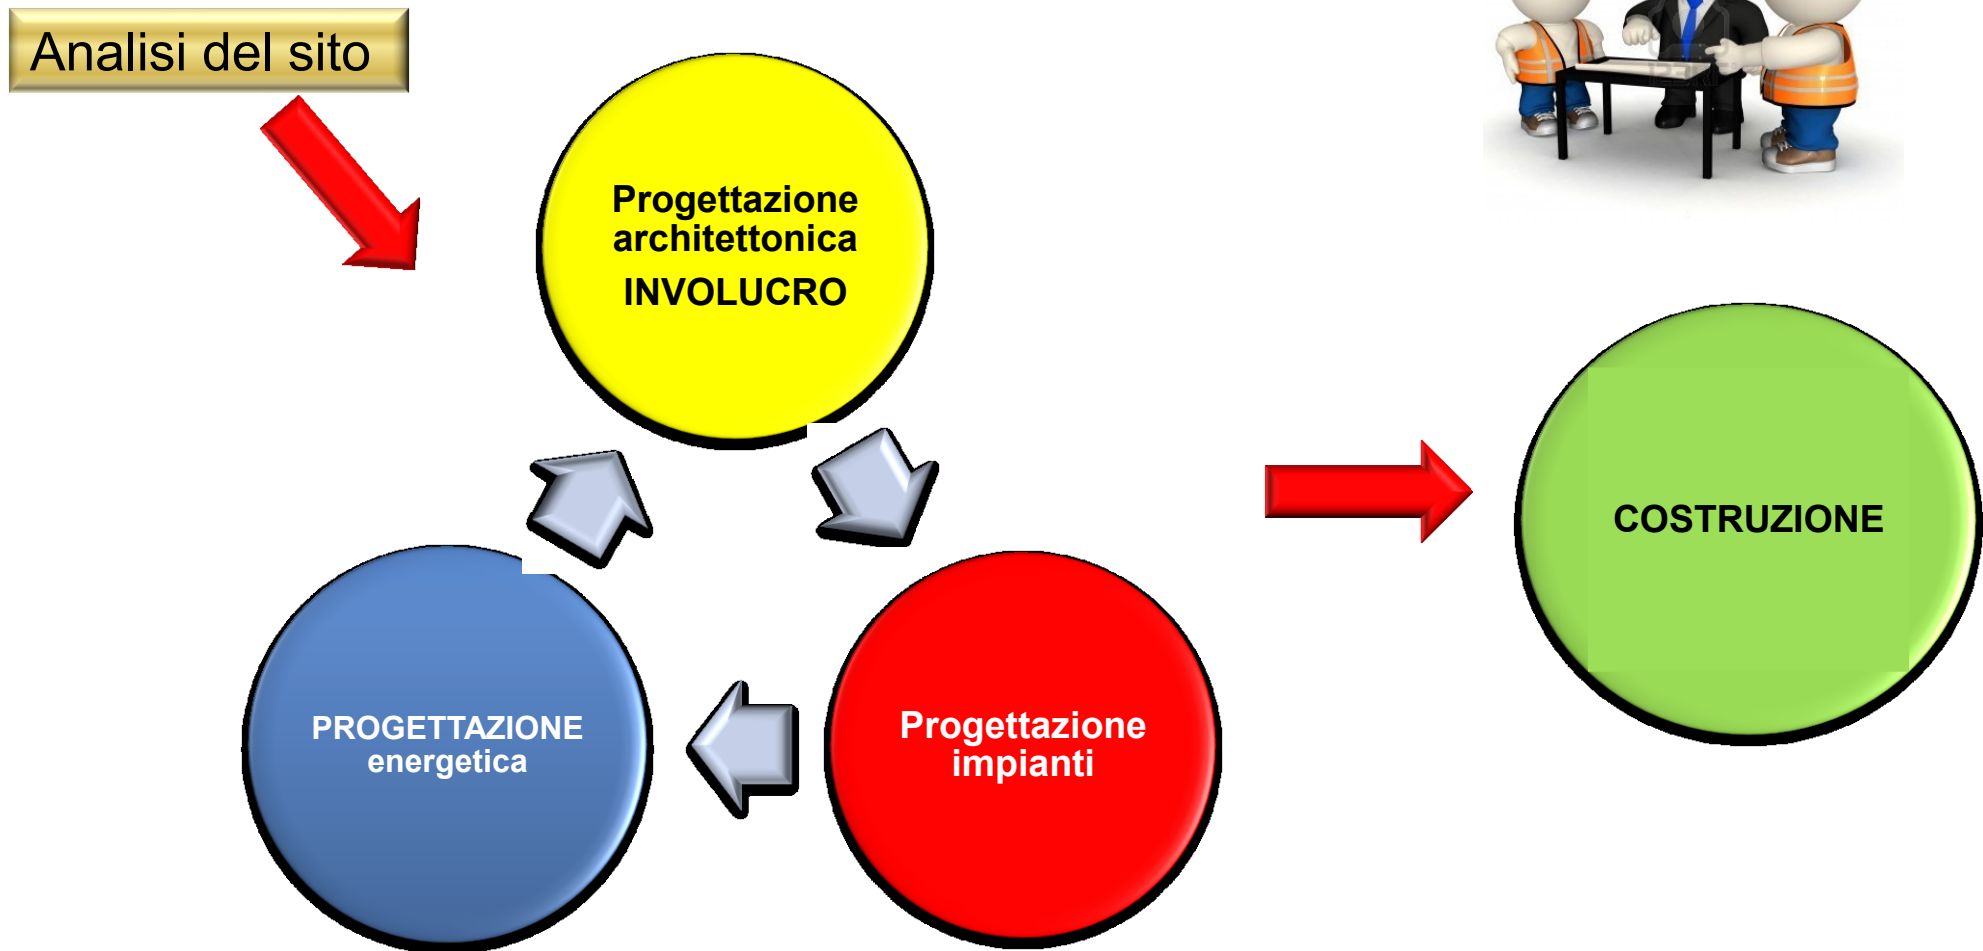 Analisi del sito
Progettazione
architettonica
INVOLUCRO
COSTRUZIONE
PROGETTAZIONE
energetica
Progettazione
impianti